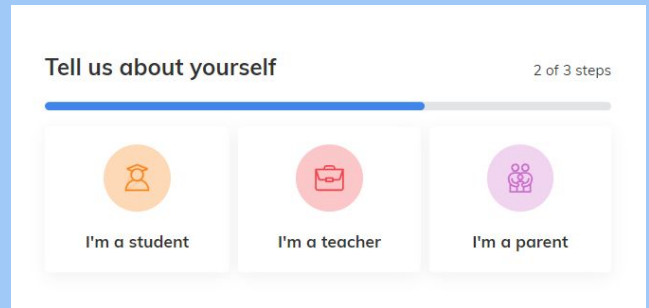 Tell us about yourself
2 of 3 steps
I'm a student
I'm a teacher
I'm a parent